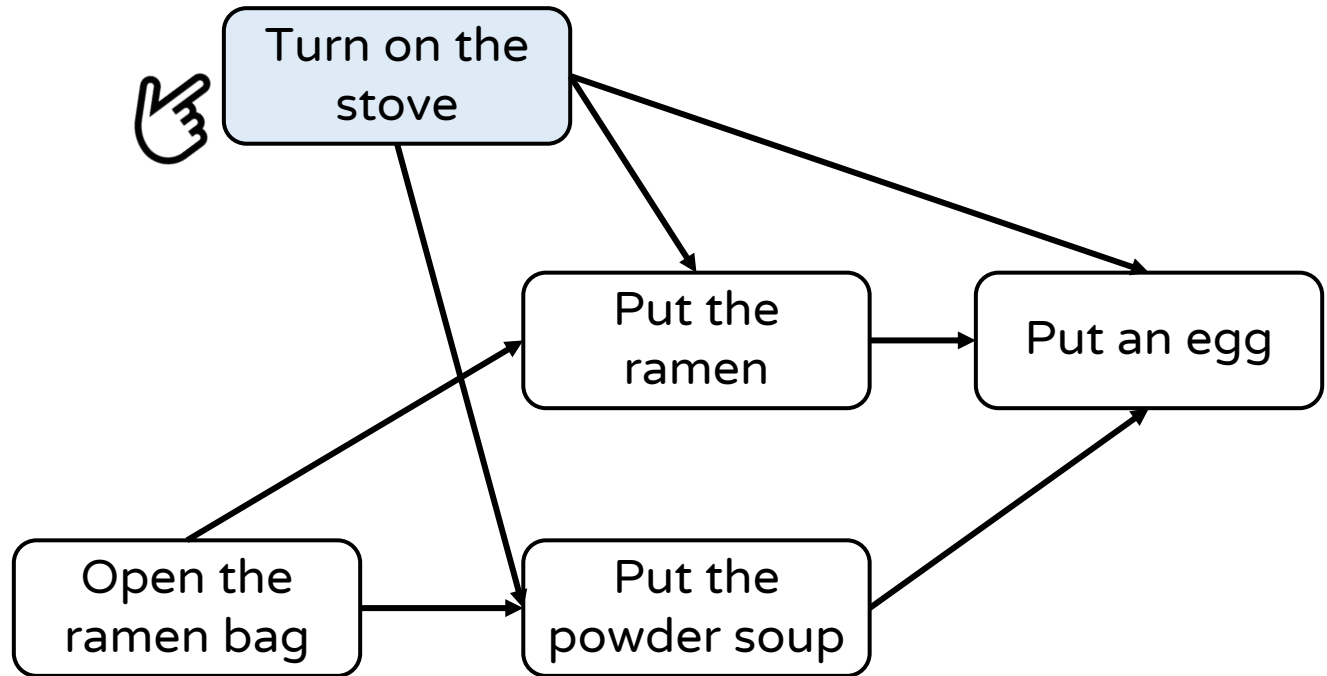 Turn on the
stove
Put the
ramen
Put an egg
Open the
ramen bag
Put the
powder soup